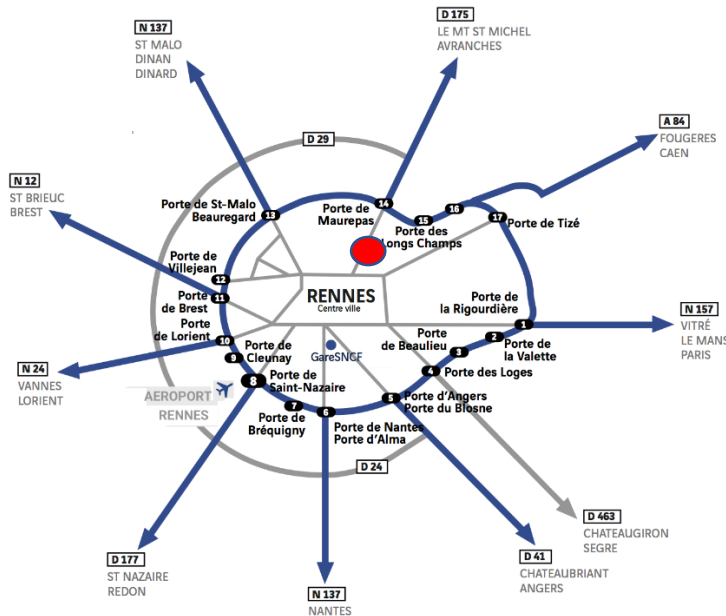 N 137
ST MALO
DINAN
DINARD
D 175
LE MT ST MICHEL
AVRANCHES
A 84
FOUGERES
CAEN
D 29
N 12
ST BRIEUC
BREST
Porte de St-Malo
Beauregard
13
Porte de
Maurepas
14
15
16
17
Porte de Tizé
Porte des
Longs Champs
Porte de
Villejean
12
Porte
de Brest
11
RENNES
Centre ville
Porte de
la Rigourdière
1
N 157
VITRÉ
LE MANS
PARIS
Porte
de Lorient
10
9
Porte de
Cleunay
GareSNCF
Porte
de Beaulieu
3
2
Porte de
la Valette
N 24
VANNES
LORIENT
AEROPORT
RENNES
8
Porte de
Saint-Nazaire
4
Porte des Loges
7
Porte de
Bréquigny
6
Porte de Nantes
Porte d'Alma
5
Porte d'Angers
Porte du Blosne
D 24
D 463
CHATEAUGIRON
SEGRE
D 177
ST NAZAIRE
REDON
N 137
NANTES
D 41
CHATEAUBRIANT
ANGERS